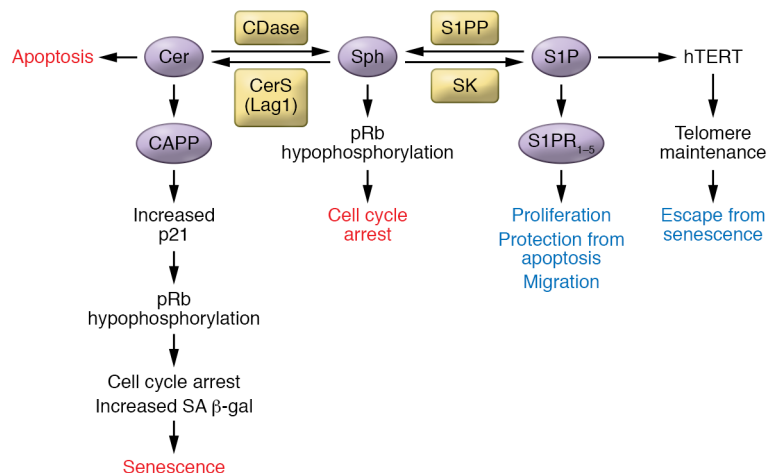 CDase
S1PP
Apoptosis
Cer
Sph
S1P
hTERT
CerS
(Lag1)
SK
CAPP
pRb
hypophosphorylation
S1PR1–5
Telomere
maintenance
Increased
p21
Cell cycle
arrest
Proliferation
Protection from
apoptosis
Migration
Escape from
senescence
pRb
hypophosphorylation
Cell cycle arrest
Increased SA β-gal
Senescence